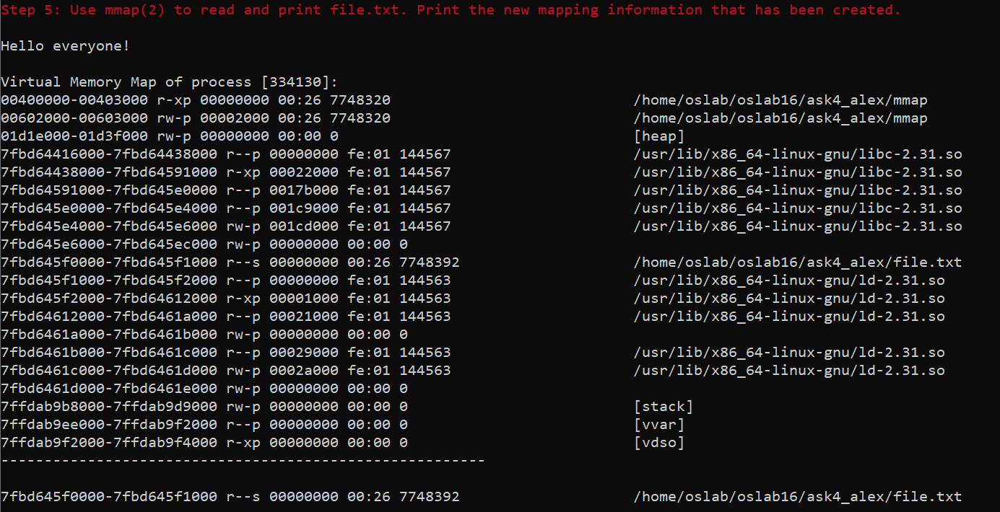 Step 5: Use mmap(2) to read and print file.txt. Print the new mapping information that has been created.
Hello everyone!
Virtual Memory Map of process [334130]:
00400000-00403000 r-xp 00000000 00:26 7748320 /home/oslab/oslab16/ask4_alex/mmap
00602000-00603000 rw-p 00002000 00:26 7748320 /home/oslab/oslab16/ask4_alex/mmap
01d1e000-01d3f000 rw-p 00000000 00:00 0 [heap]
7fbd64416000-7fbd64438000 r--p 00000000 fe:01 144567 /usr/lib/x86_64-linux-gnu/libc-2.31.so
7fbd64438000-7fbd64591000 r-xp 00022000 fe:01 144567 /usr/lib/x86_64-linux-gnu/libc-2.31.so
7fbd64591000-7fbd645e0000 r--p 0017b000 fe:01 144567 /usr/lib/x86_64-linux-gnu/libc-2.31.so
7fbd645e0000-7fbd645e4000 r--p 001c9000 fe:01 144567 /usr/lib/x86_64-linux-gnu/libc-2.31.so
7fbd645e4000-7fbd645e6000 rw-p 001cd000 fe:01 144567 /usr/lib/x86_64-linux-gnu/libc-2.31.so
7fbd645e6000-7fbd645ec000 rw-p 00000000 00:00 0
7fbd645f0000-7fbd645f1000 r--s 00000000 00:26 7748392 /home/oslab/oslab16/ask4_alex/file.txt
7fbd645f1000-7fbd645f2000 r--p 00000000 fe:01 144563 /usr/lib/x86_64-linux-gnu/ld-2.31.so
7fbd645f2000-7fbd64612000 r-xp 00001000 fe:01 144563 /usr/lib/x86_64-linux-gnu/ld-2.31.so
7fbd64612000-7fbd6461a000 r--p 00021000 fe:01 144563 /usr/lib/x86_64-linux-gnu/ld-2.31.so
7fbd6461a000-7fbd6461b000 rw-p 00000000 00:00 0
7fbd6461b000-7fbd6461c000 r--p 00029000 fe:01 144563 /usr/lib/x86_64-linux-gnu/ld-2.31.so
7fbd6461c000-7fbd6461d000 rw-p 0002a000 fe:01 144563 /usr/lib/x86_64-linux-gnu/ld-2.31.so
7fbd6461d000-7fbd6461e000 rw-p 00000000 00:00 0
7ffdab9b8000-7ffdab9d9000 rw-p 00000000 00:00 0 [stack]
7ffdab9ee000-7ffdab9f2000 r--p 00000000 00:00 0 [vvar]
7ffdab9f2000-7ffdab9f4000 r-xp 00000000 00:00 0 [vdso]
--------------------------------------------------------
7fbd645f0000-7fbd645f1000 r--s 00000000 00:26 7748392 /home/oslab/oslab16/ask4_alex/file.txt